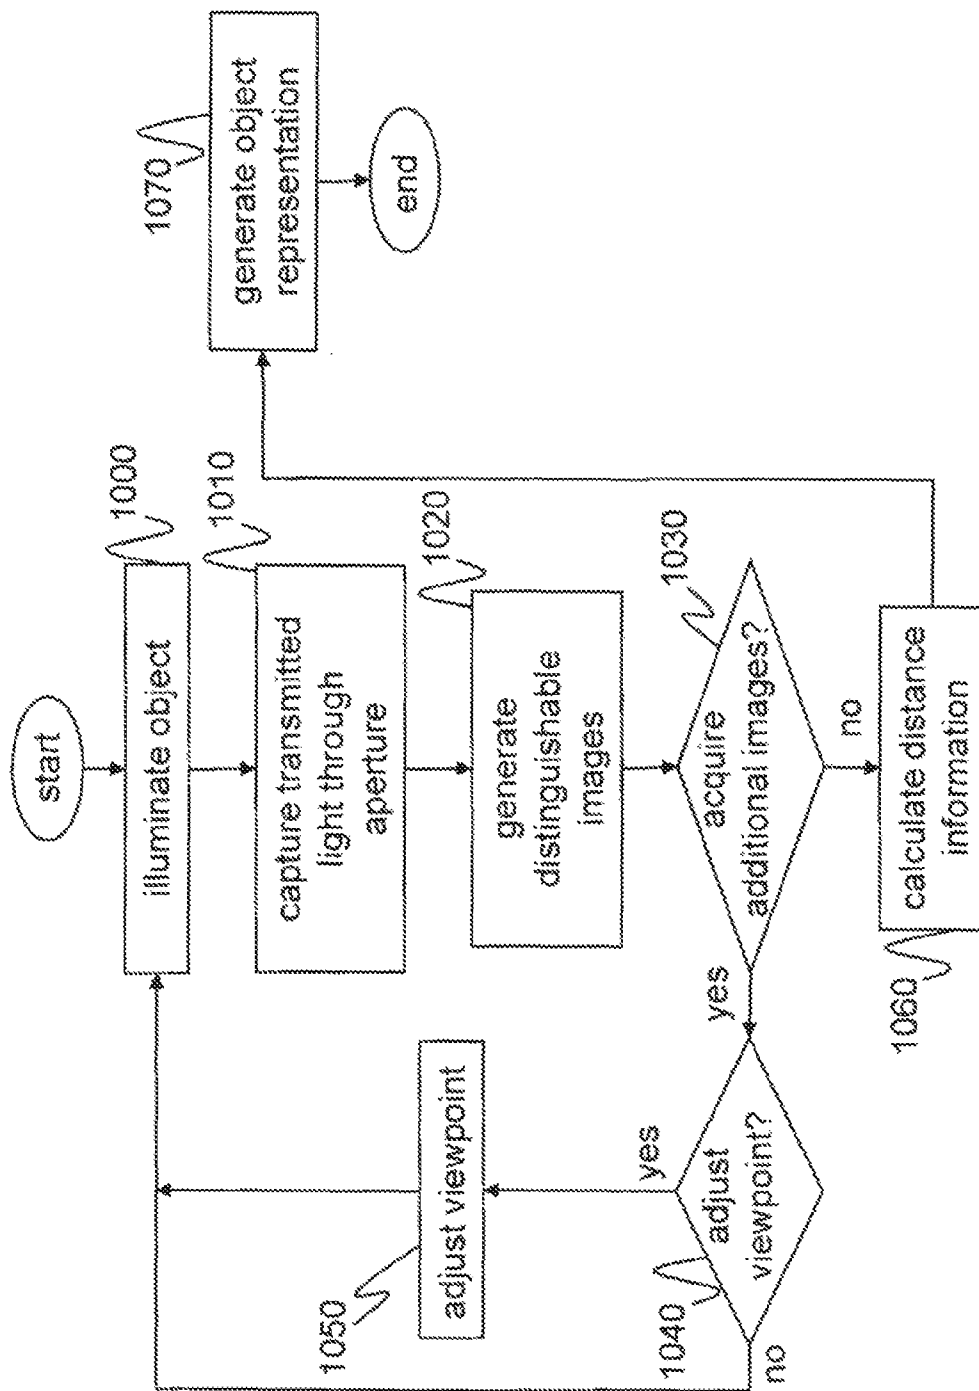 start
illuminate object
1000
capture transmitted
light through
aperture
1010
generate
distinguishable
images
1020
acquire
additional images?
1030
yes
no
adjust
viewpoint?
1040
yes
no
adjust viewpoint
1050
calculate distance
information
1060
generate object
representation
1070
end